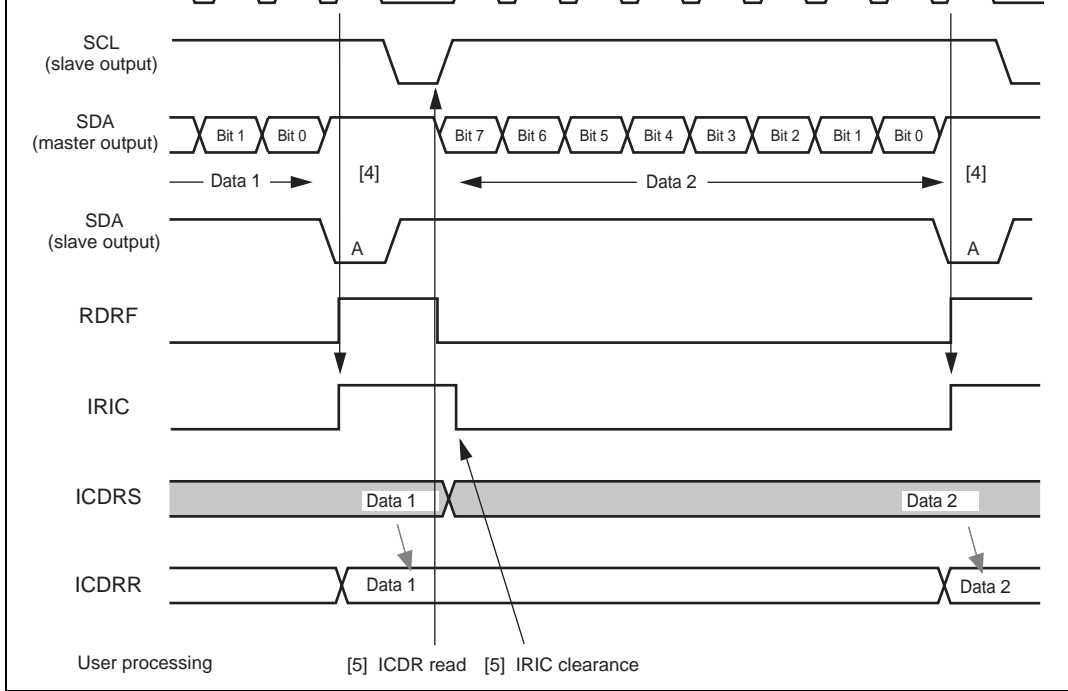 SCL
(slave output)
SDA
(master output)
Bit 1 Bit 0 Bit 7 Bit 6 Bit 5 Bit 4 Bit 3 Bit 2 Bit 1 Bit 0
Data 1 [4] Data 2 [4]
SDA
(slave output)
A A
RDRF
IRIC
ICDRS Data 1 Data 2
ICDRR Data 1 Data 2
User processing [5] ICDR read [5] IRIC clearance